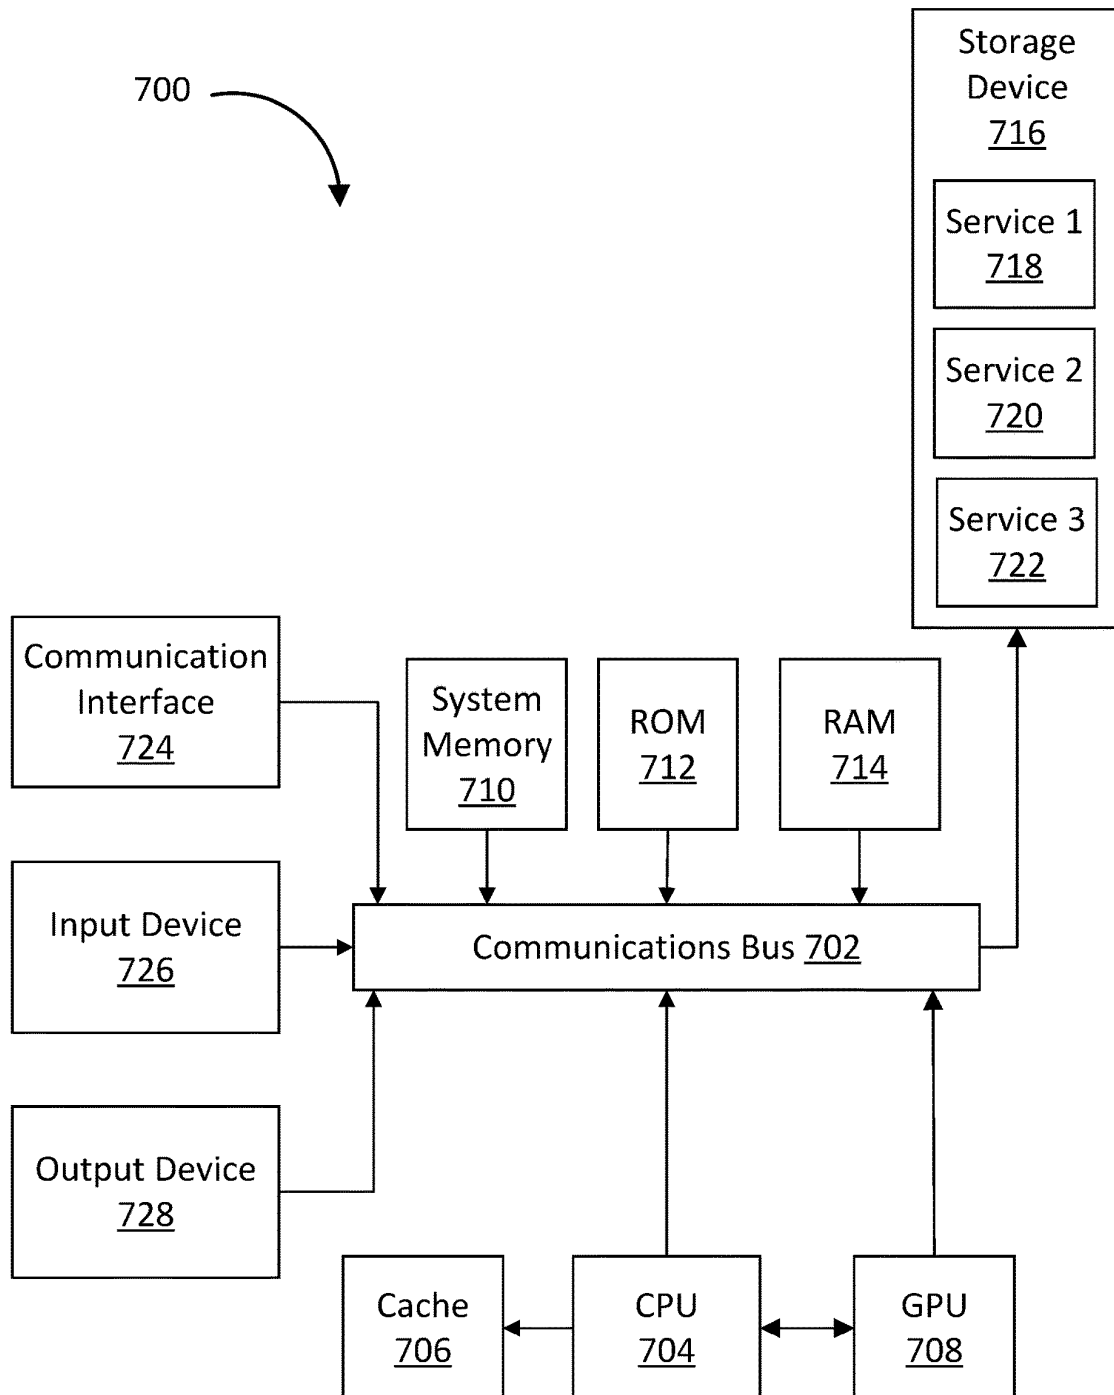 700
Storage
Device
716
Service 1
718
Service 2
720
Service 3
722
Communication
Interface
724
System
Memory
710
ROM
712
RAM
714
Input Device
726
Communications Bus 702
Output Device
728
Cache
706
CPU
704
GPU
708